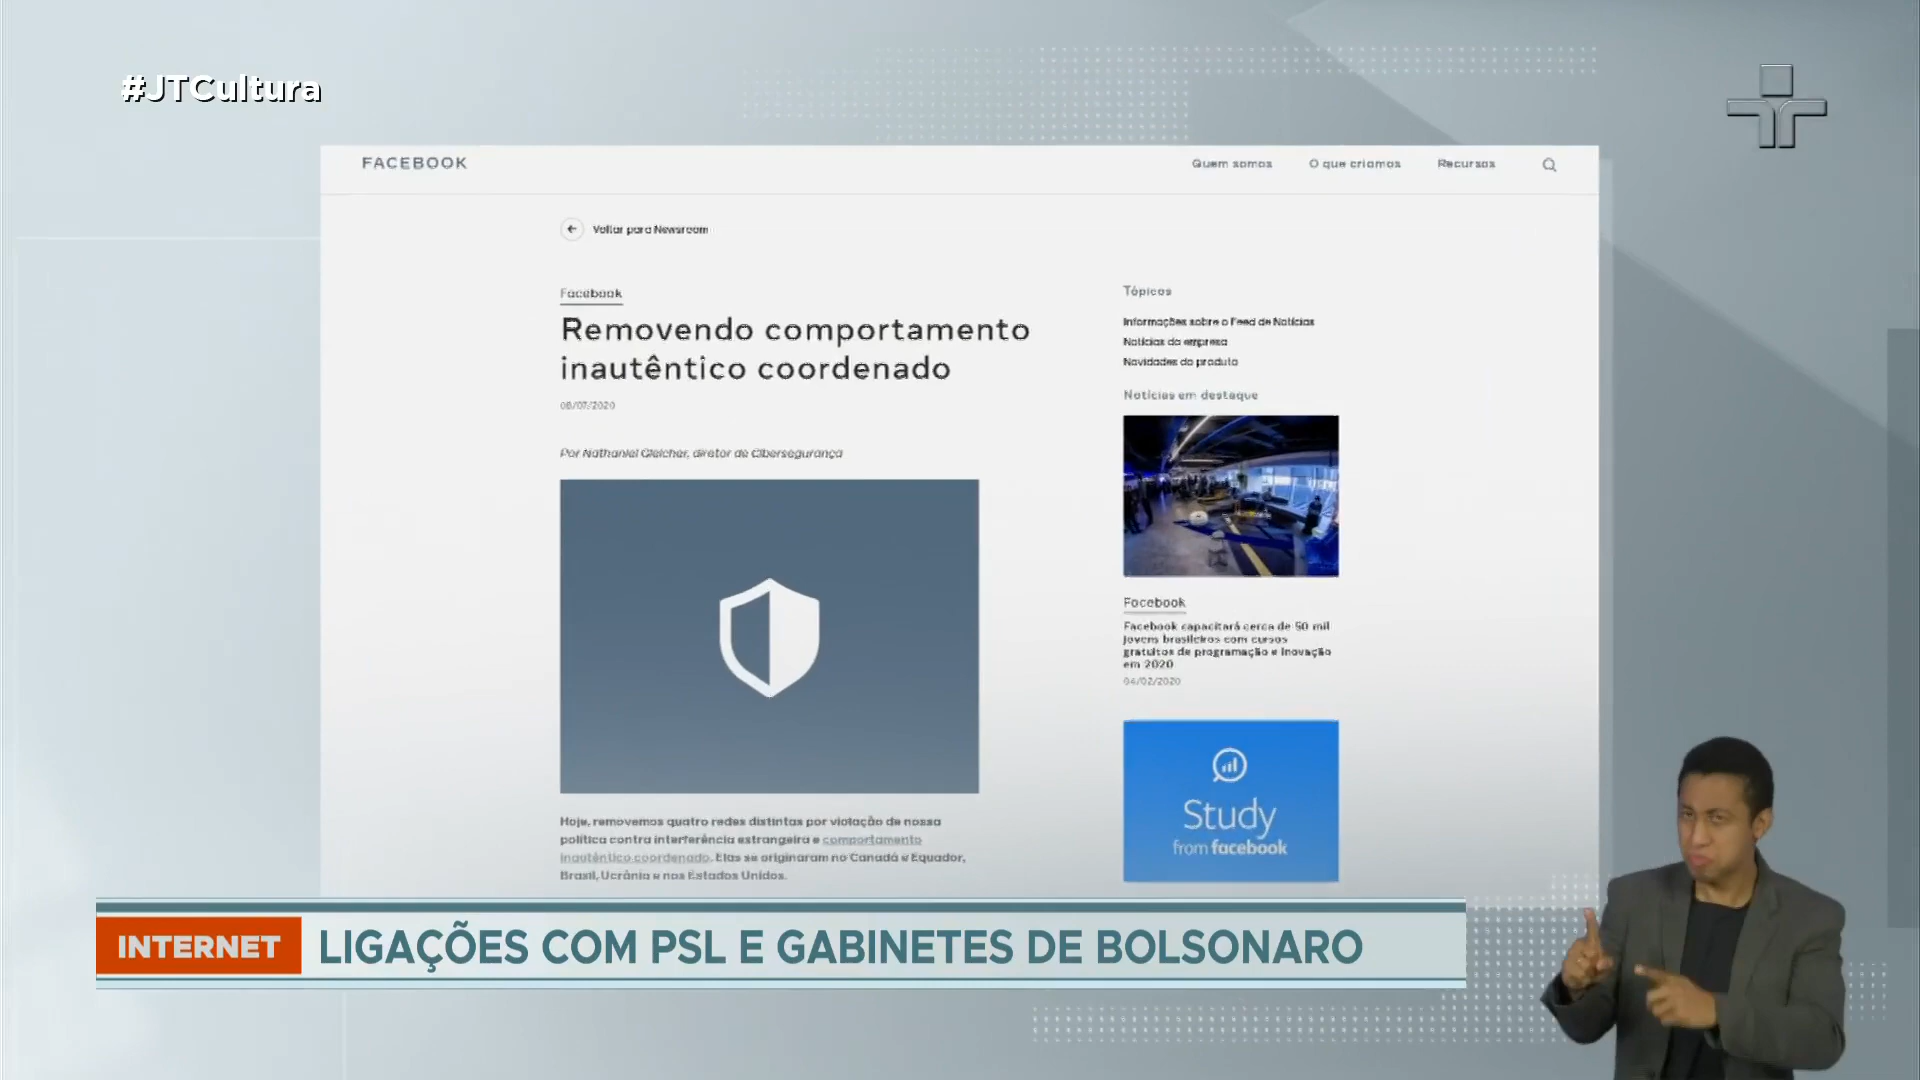 #JTCultura
FACEBOOK
Quem somos
O que criamos
Recursos
Voltar para Newsroom
Facebook
Removendo comportamento
inautêntico coordenado
08/07/2020
Por Nathaniel Gleicher, diretor de Cibersegurança
Hoje, removemos quatro redes distintas por violação de nossa
política contra interferência estrangeira e comportamento
inautêntico coordenado. Elas se originaram no Canadá e Equador,
Brasil, Ucrânia e nos Estados Unidos.
Tópicos
Informações sobre o Feed de Notícias
Notícias da empresa
Novidades do produto
Notícias em destaque
Facebook
Facebook capacitará cerca de 50 mil
jovens brasileiros com cursos
gratuitos de programação e inovação
em 2020
04/02/2020
Study
from facebook
INTERNET
LIGAÇÕES COM PSL E GABINETES DE BOLSONARO